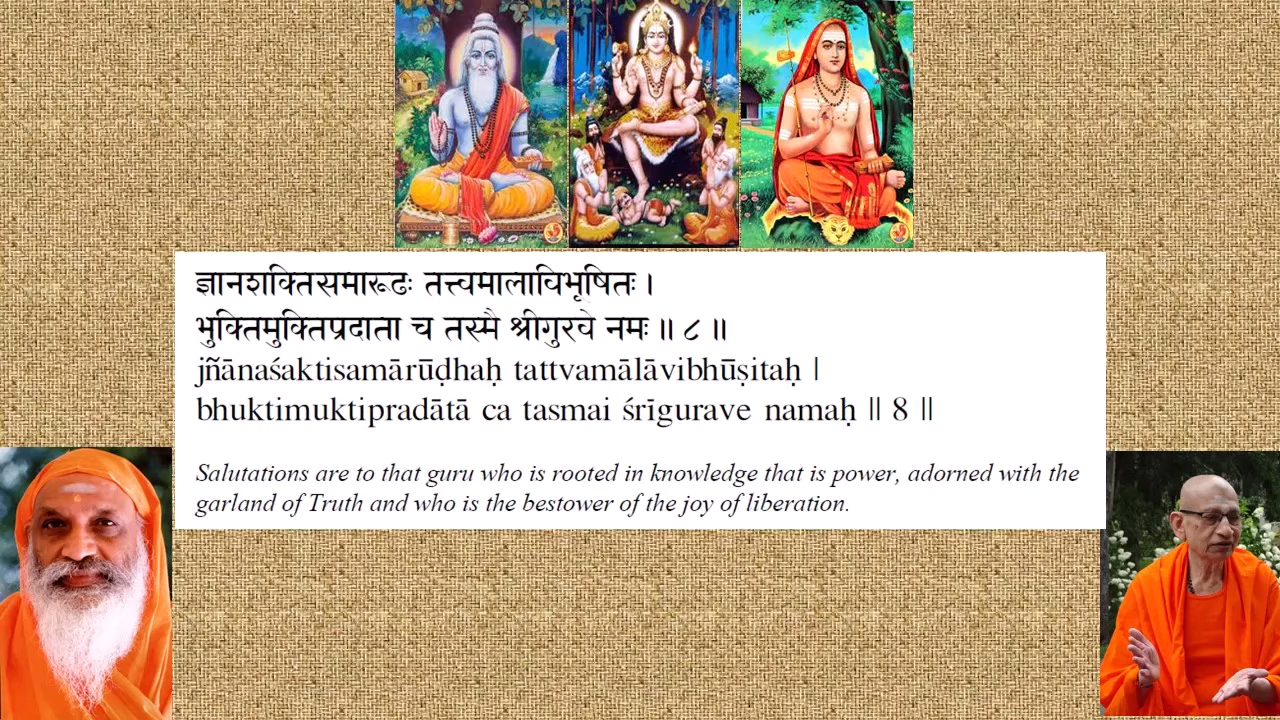 ज्ञानशक्तिसमारूढः तत्त्वमालाविभूषितः ।
भुक्तिमुक्तिप्रदाता च तस्मै श्रीगुरवे नमः ॥ ८ ॥
jñānaśaktisamārūḍhaḥ tattvamālāvibhūṣitaḥ |
bhuktimuktipradātā ca tasmai śrīgurave namaḥ || 8 ||
Salutations are to that guru who is rooted in knowledge that is power, adorned with the
garland of Truth and who is the bestower of the joy of liberation.